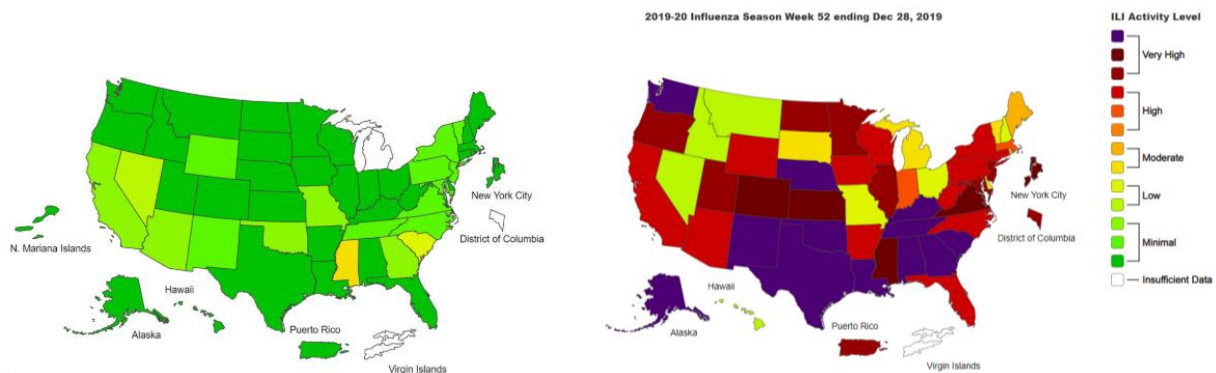 2019-20 Influenza Season Week 52 ending Dec 28, 2019
N. Mariana Islands
Alaska
Hawaii
Puerto Rico
Virgin Islands
New York City
District of Columbia
Alaska
Hawaii
Puerto Rico
Virgin Islands
New York City
District of Columbia
ILI Activity Level
Very High
High
Moderate
Low
Minimal
Insufficient Data